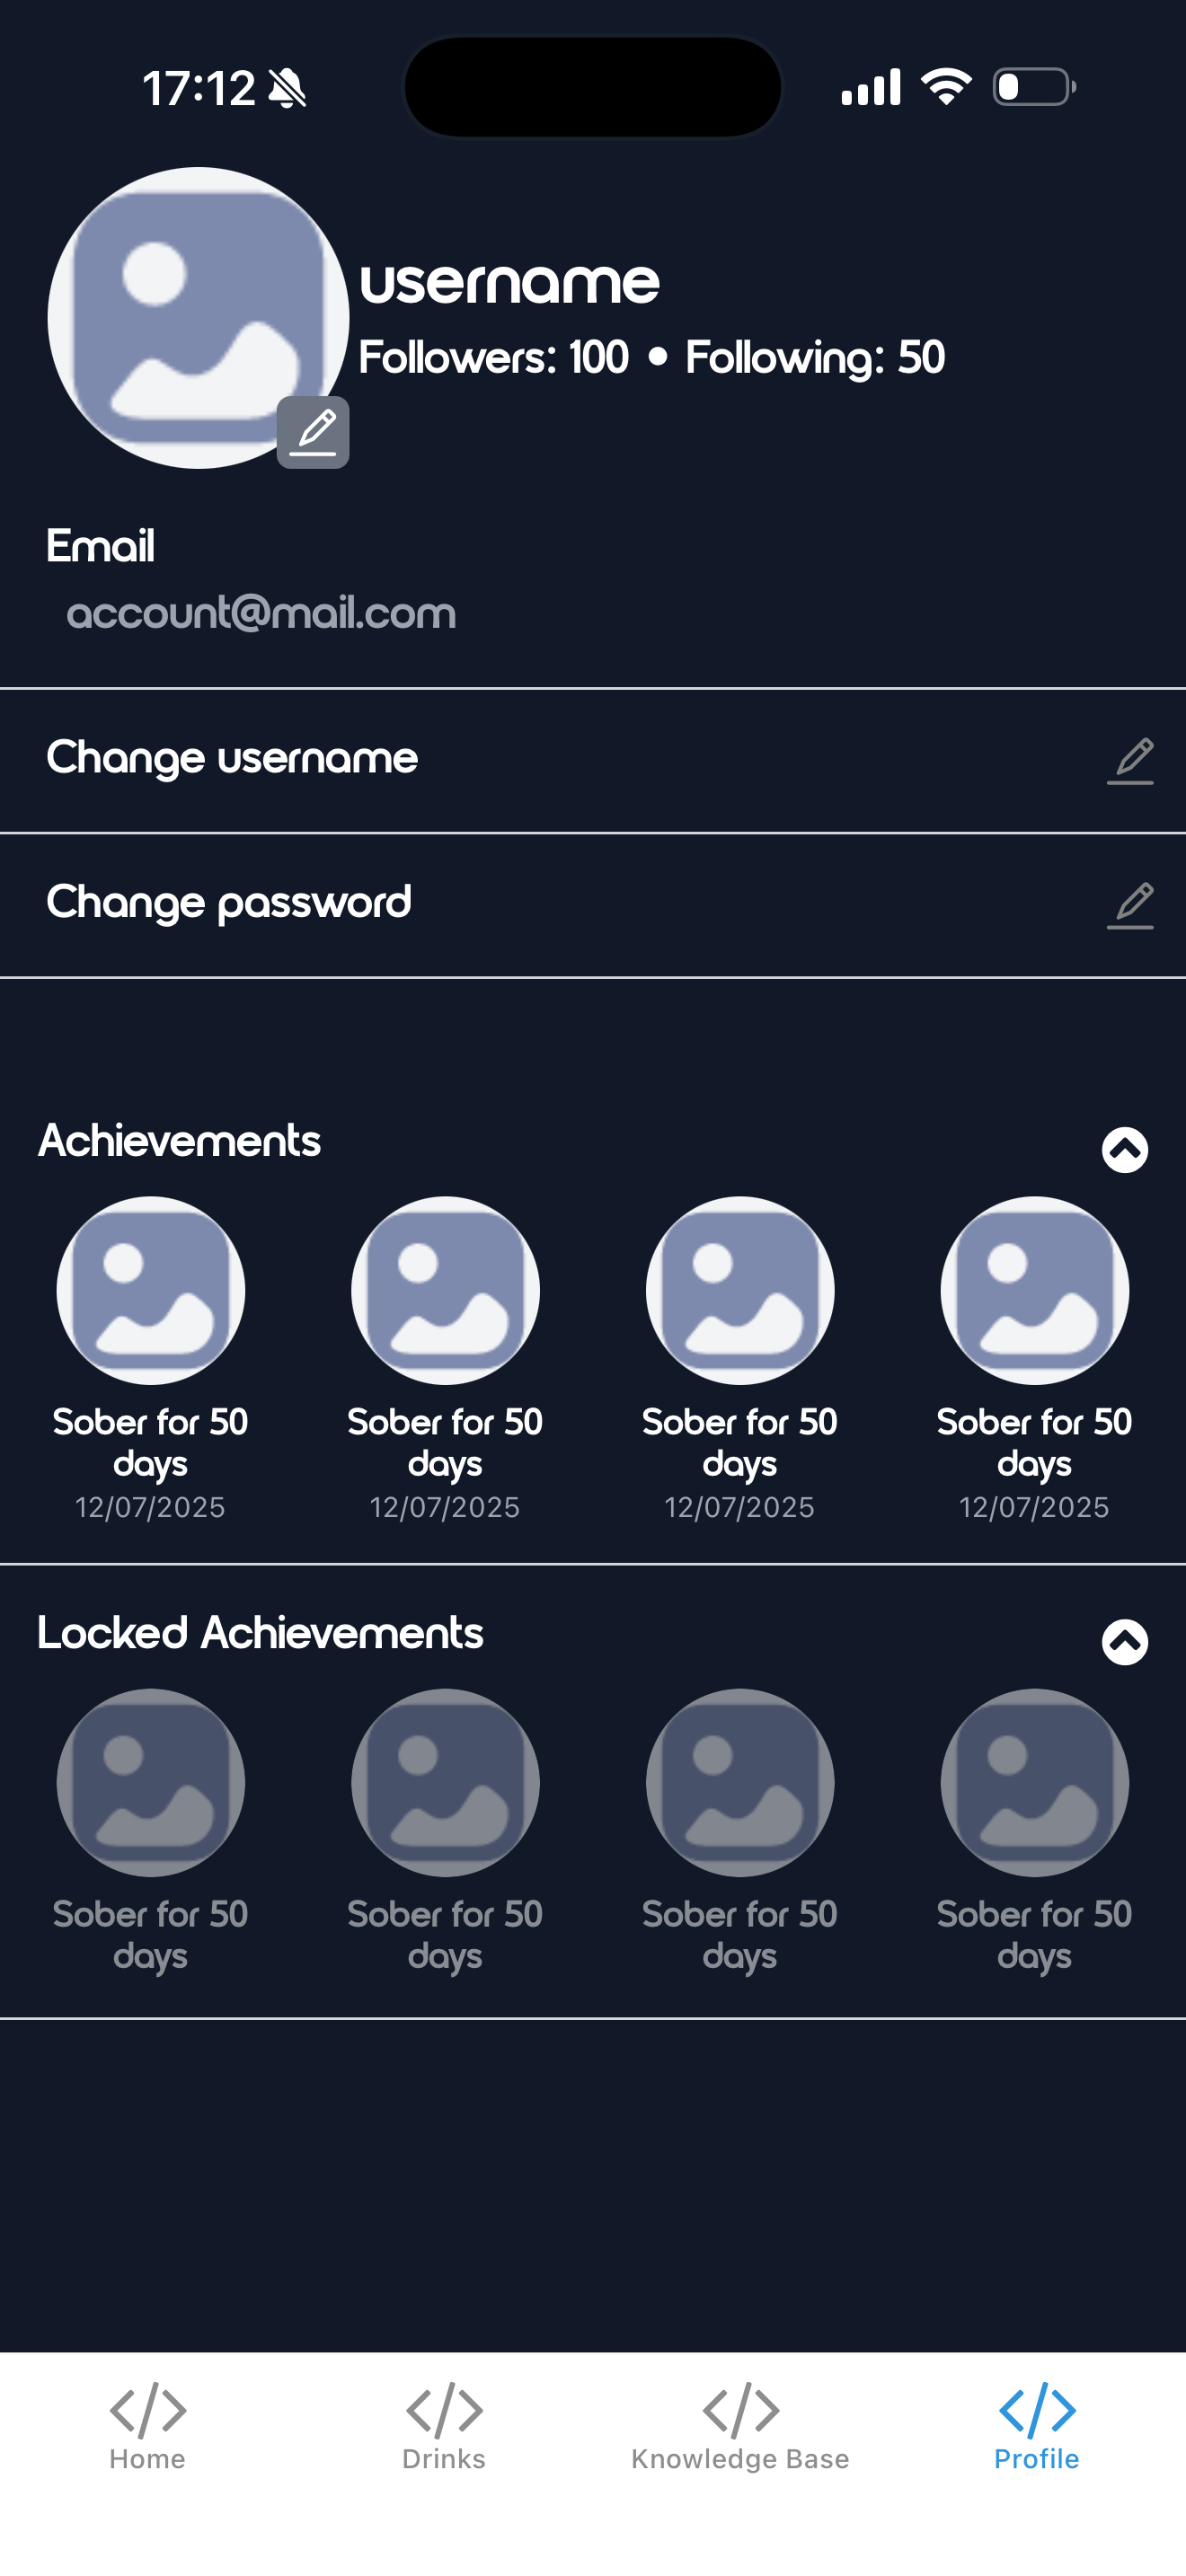 17:12
username
Followers: 100 • Following: 50
Email
account@mail.com
Change username
Change password
Achievements
Sober for 50 Sober for 50 Sober for 50 Sober for 50
days days days days
12/07/2025 12/07/2025 12/07/2025 12/07/2025
Locked Achievements
Sober for 50 Sober for 50 Sober for 50 Sober for 50
days days days days
Home Drinks Knowledge Base Profile